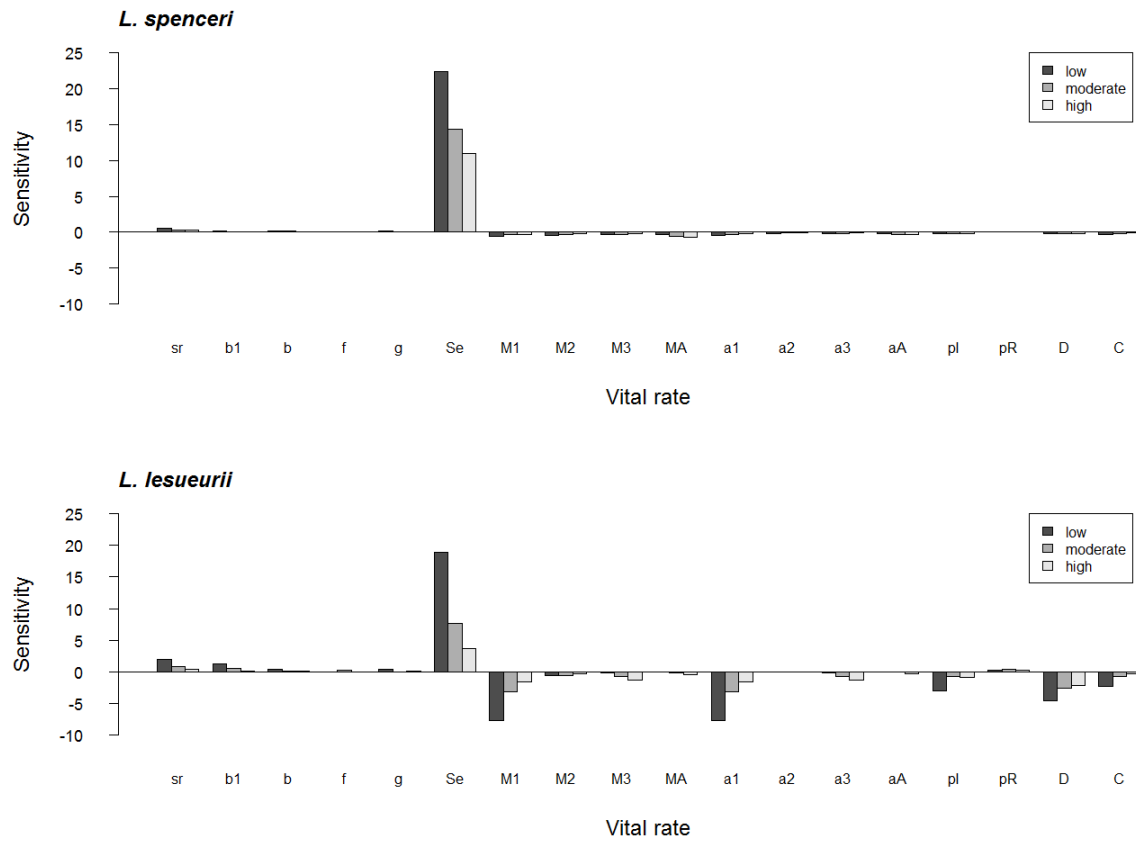 L. spenceri
25
20
15
10
5
0
-5
-10
Sensitivity
low
moderate
high
sr b1 b f g Se M1 M2 M3 MA a1 a2 a3 aA pI pR D C
Vital rate
L. lesueurii
25
20
15
10
5
0
-5
-10
Sensitivity
low
moderate
high
sr b1 b f g Se M1 M2 M3 MA a1 a2 a3 aA pI pR D C
Vital rate